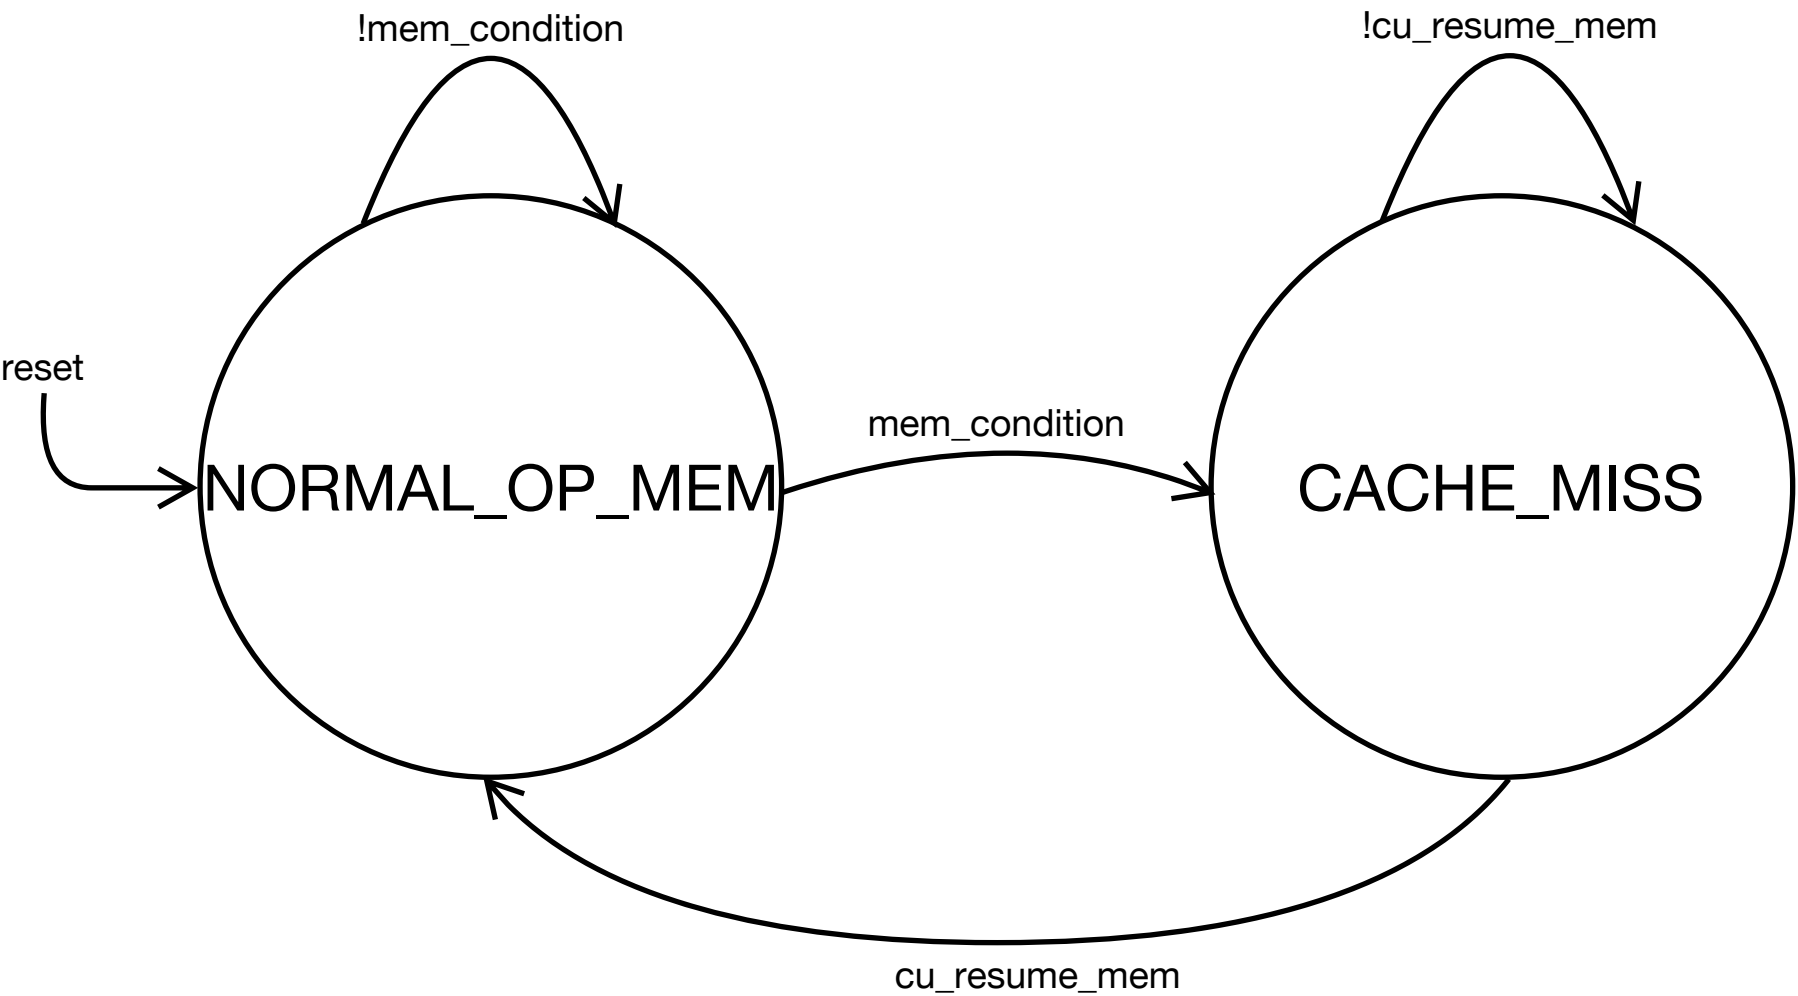 !mem_condition
!cu_resume_mem
reset
mem_condition
NORMAL_OP_MEM
CACHE_MISS
cu_resume_mem